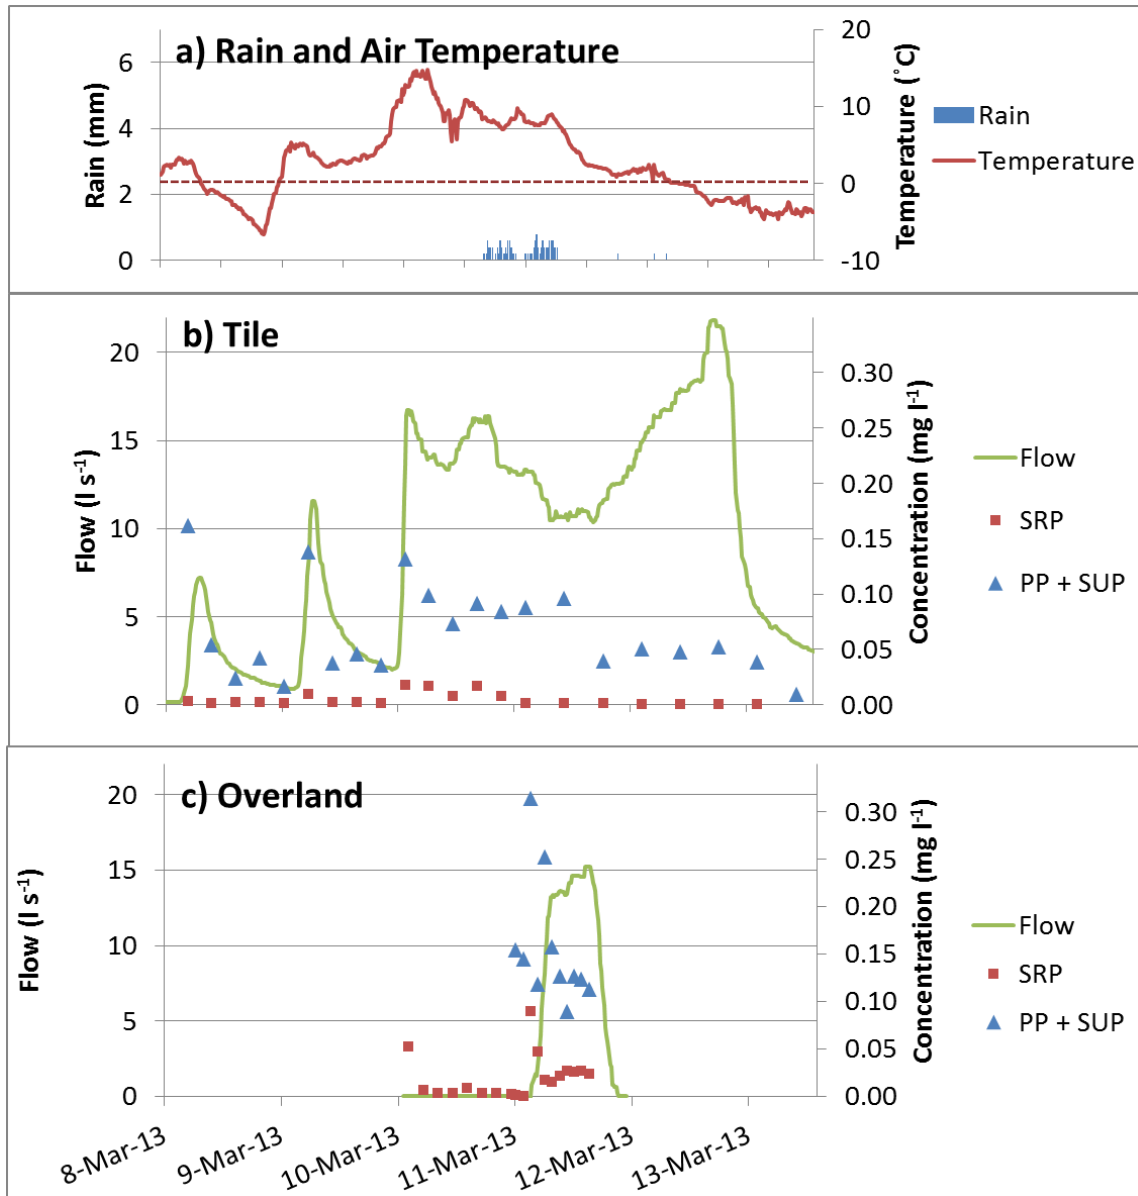 a) Rain and Air Temperature
Rain (mm)
6
4
2
0
20
10
0
-10
Temperature (˚C)
Rain
Temperature
b) Tile
Flow (l s-1)
20
15
10
5
0
0.30
0.25
0.20
0.15
0.10
0.05
0.00
Concentration (mg l-1)
Flow
SRP
PP + SUP
c) Overland
Flow (l s-1)
20
15
10
5
0
0.30
0.25
0.20
0.15
0.10
0.05
0.00
Concentration (mg l-1)
Flow
SRP
PP + SUP
8-Mar-13
9-Mar-13
10-Mar-13
11-Mar-13
12-Mar-13
13-Mar-13